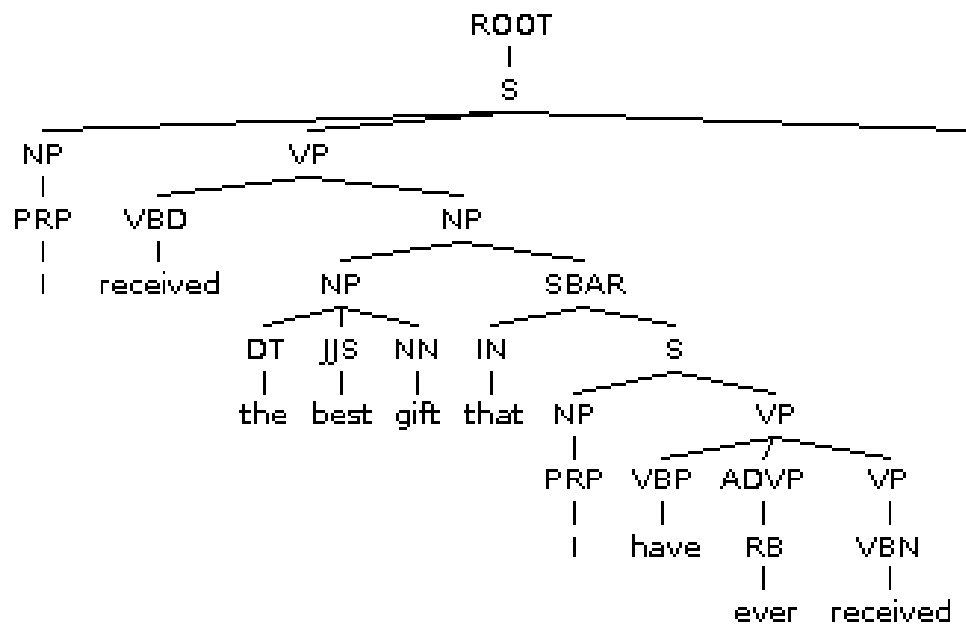 ROOT
S
NP VP
PRP VBD NP
I received NP SBAR
DT JJS NN IN S
the best gift that NP VP
PRP VBP ADVP VP
I have RB VBN
ever received